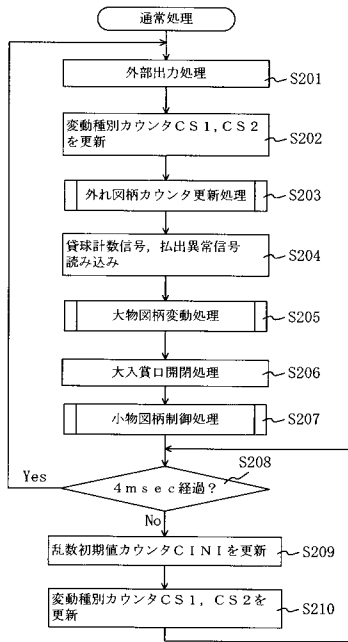 通常処理
外部出力処理
S201
変動種別カウンタCS1,CS2
を更新
S202
外れ図柄カウンタ更新処理
S203
貸球計数信号,払出異常信号
読み込み
S204
大物図柄変動処理
S205
大入賞口開閉処理
S206
小物図柄制御処理
S207
S208
Yes
4msec経過?
No
乱数初期値カウンタCINIを更新
S209
変動種別カウンタCS1, CS2を
更新
S210